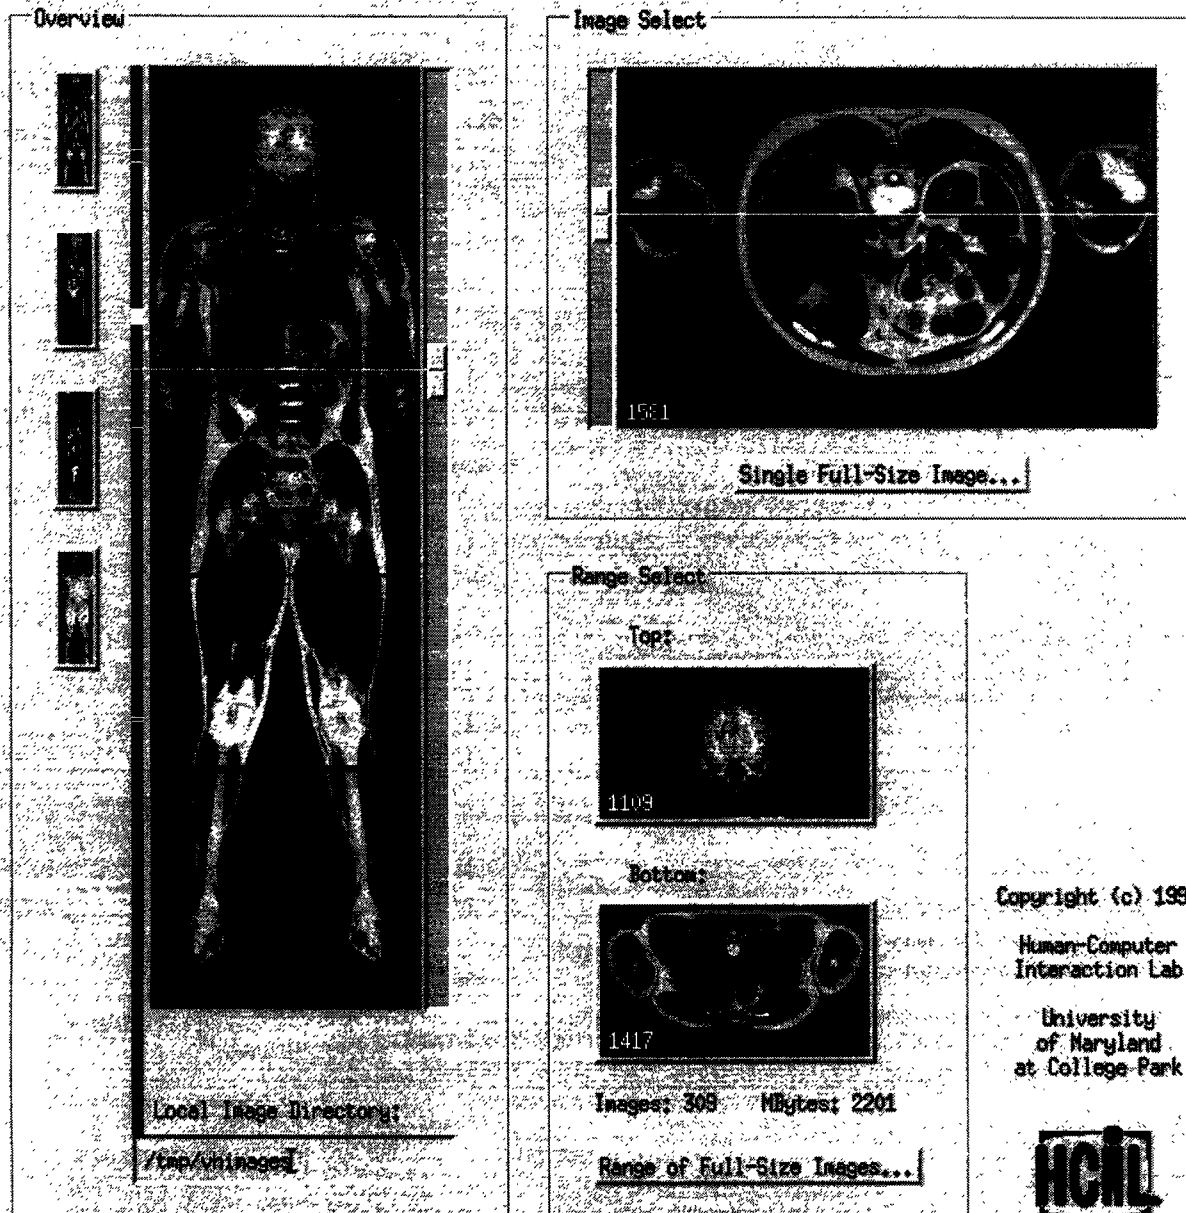 Overview
Local Image Directory:
/tmp/vhimages
Image Select
1581
Single Full-Size Image...
Range Select
Top:
1109
Bottom:
1417
Images: 309 MBytes: 2201
Range of Full-Size Images...
Copyright (c) 199
Human-Computer
Interaction Lab
University
of Maryland
at College Park
HCIL